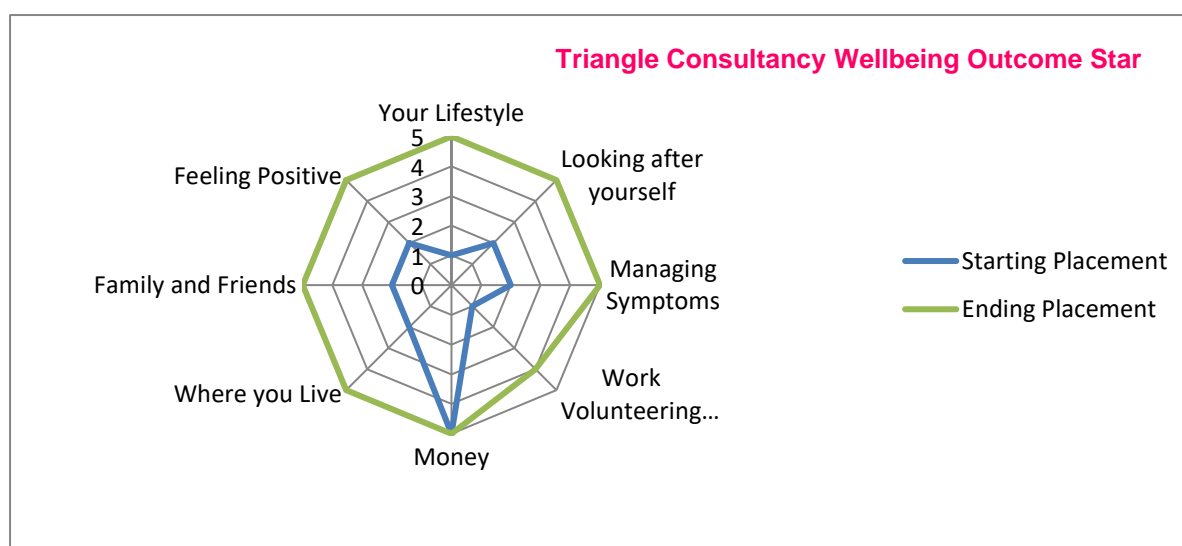 Triangle Consultancy Wellbeing Outcome Star
Your Lifestyle
5
4
3
2
1
0
Looking after
yourself
Managing
Symptoms
Work
Volunteering…
Money
Where you Live
Family and Friends
Feeling Positive
Starting Placement
Ending Placement